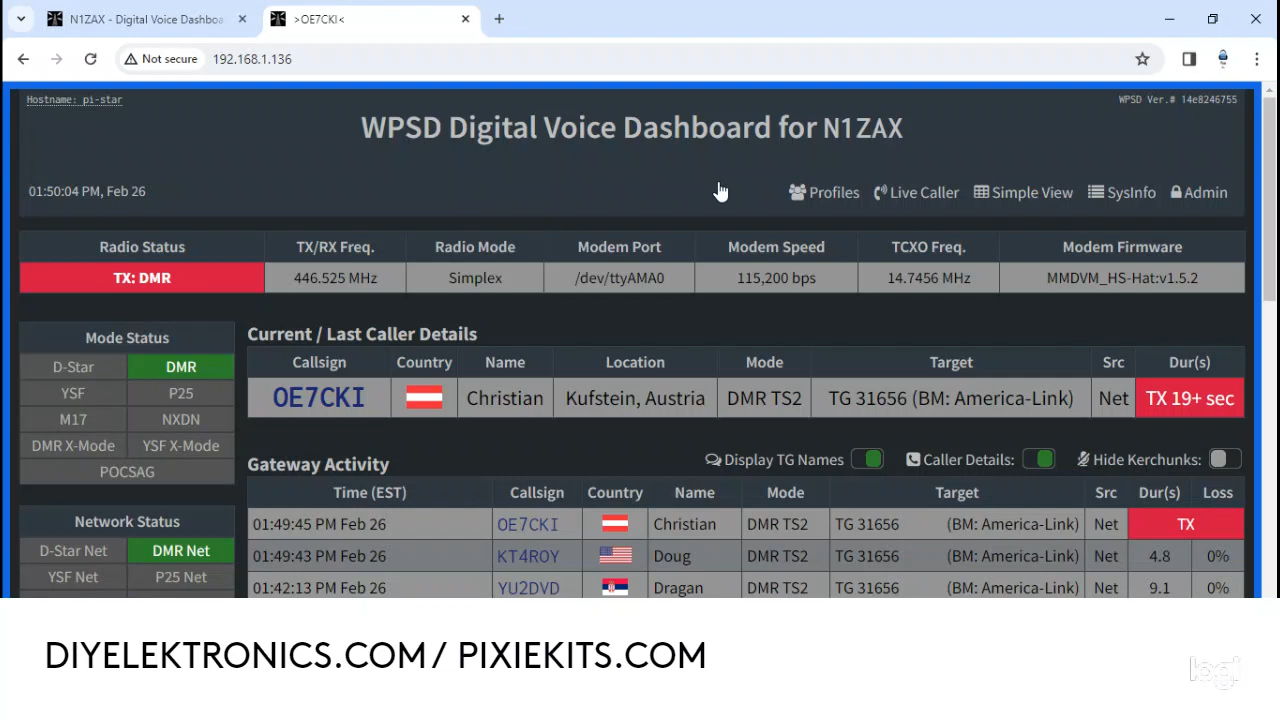 N1ZAX - Digital Voice Dashboa
>OE7CKI<
Not secure
192.168.1.136
Hostname: pi-star
WPSD Ver.# 14e8246755
WPSD Digital Voice Dashboard for N1ZAX
01:50:04 PM, Feb 26
Profiles Live Caller Simple View SysInfo Admin
Radio Status TX/RX Freq. Radio Mode Modem Port Modem Speed TCXO Freq. Modem Firmware
TX: DMR 446.525 MHz Simplex /dev/ttyAMA0 115,200 bps 14.7456 MHz MMDVM_HS-Hat:v1.5.2
Mode Status
D-Star DMR
YSF P25
M17 NXDN
DMR X-Mode YSF X-Mode
POCSAG
Network Status
D-Star Net DMR Net
YSF Net P25 Net
Current / Last Caller Details
Callsign Country Name Location Mode Target Src Dur(s)
OE7CKI Christian Kufstein, Austria DMR TS2 TG 31656 (BM: America-Link) Net TX 19+ sec
Gateway Activity
Display TG Names Caller Details: Hide Kerchunks:
Time (EST) Callsign Country Name Mode Target Src Dur(s) Loss
01:49:45 PM Feb 26 OE7CKI Christian DMR TS2 TG 31656 (BM: America-Link) Net TX
01:49:43 PM Feb 26 KT4ROY Doug DMR TS2 TG 31656 (BM: America-Link) Net 4.8 0%
01:42:13 PM Feb 26 YU2DVD Dragan DMR TS2 TG 31656 (BM: America-Link) Net 9.1 0%
DIYELEKTRONICS.COM / PIXIEKITS.COM
logi